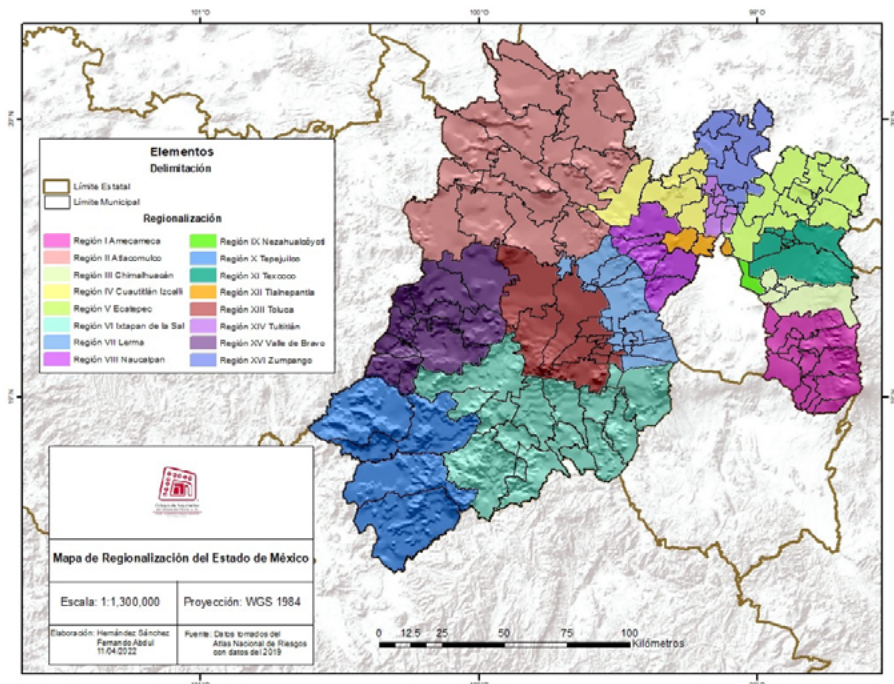 101°O
100°O
99°O
20°N
20°N
Elementos
Delimitación
Límite Estatal
Límite Municipal
Regionalización
Región I Amecameca
Región II Atlacomulco
Región III Chimalhuacán
Región IV Cuautitlán Izcalli
Región V Ecatepec
Región VI Ixtapan de la Sal
Región VII Lerma
Región VIII Naucalpan
Región IX Nezahualcóyotl
Región X Tepejuilco
Región XI Texcoco
Región XII Tlalnepantla
Región XIII Toluca
Región XIV Tultitlán
Región XV Valle de Bravo
Región XVI Zumpango
19°N
19°N
Mapa de Regionalización del Estado de México
Escala: 1:1,300,000
Proyección: WGS 1984
Elaboración: Hernández Sánchez
Fernando Abdul
11/04/2022
Fuente: Datos tomados del
Atlas Nacional de Riesgos
con datos del 2019
0 12.5 25 50 75 100
Kilómetros